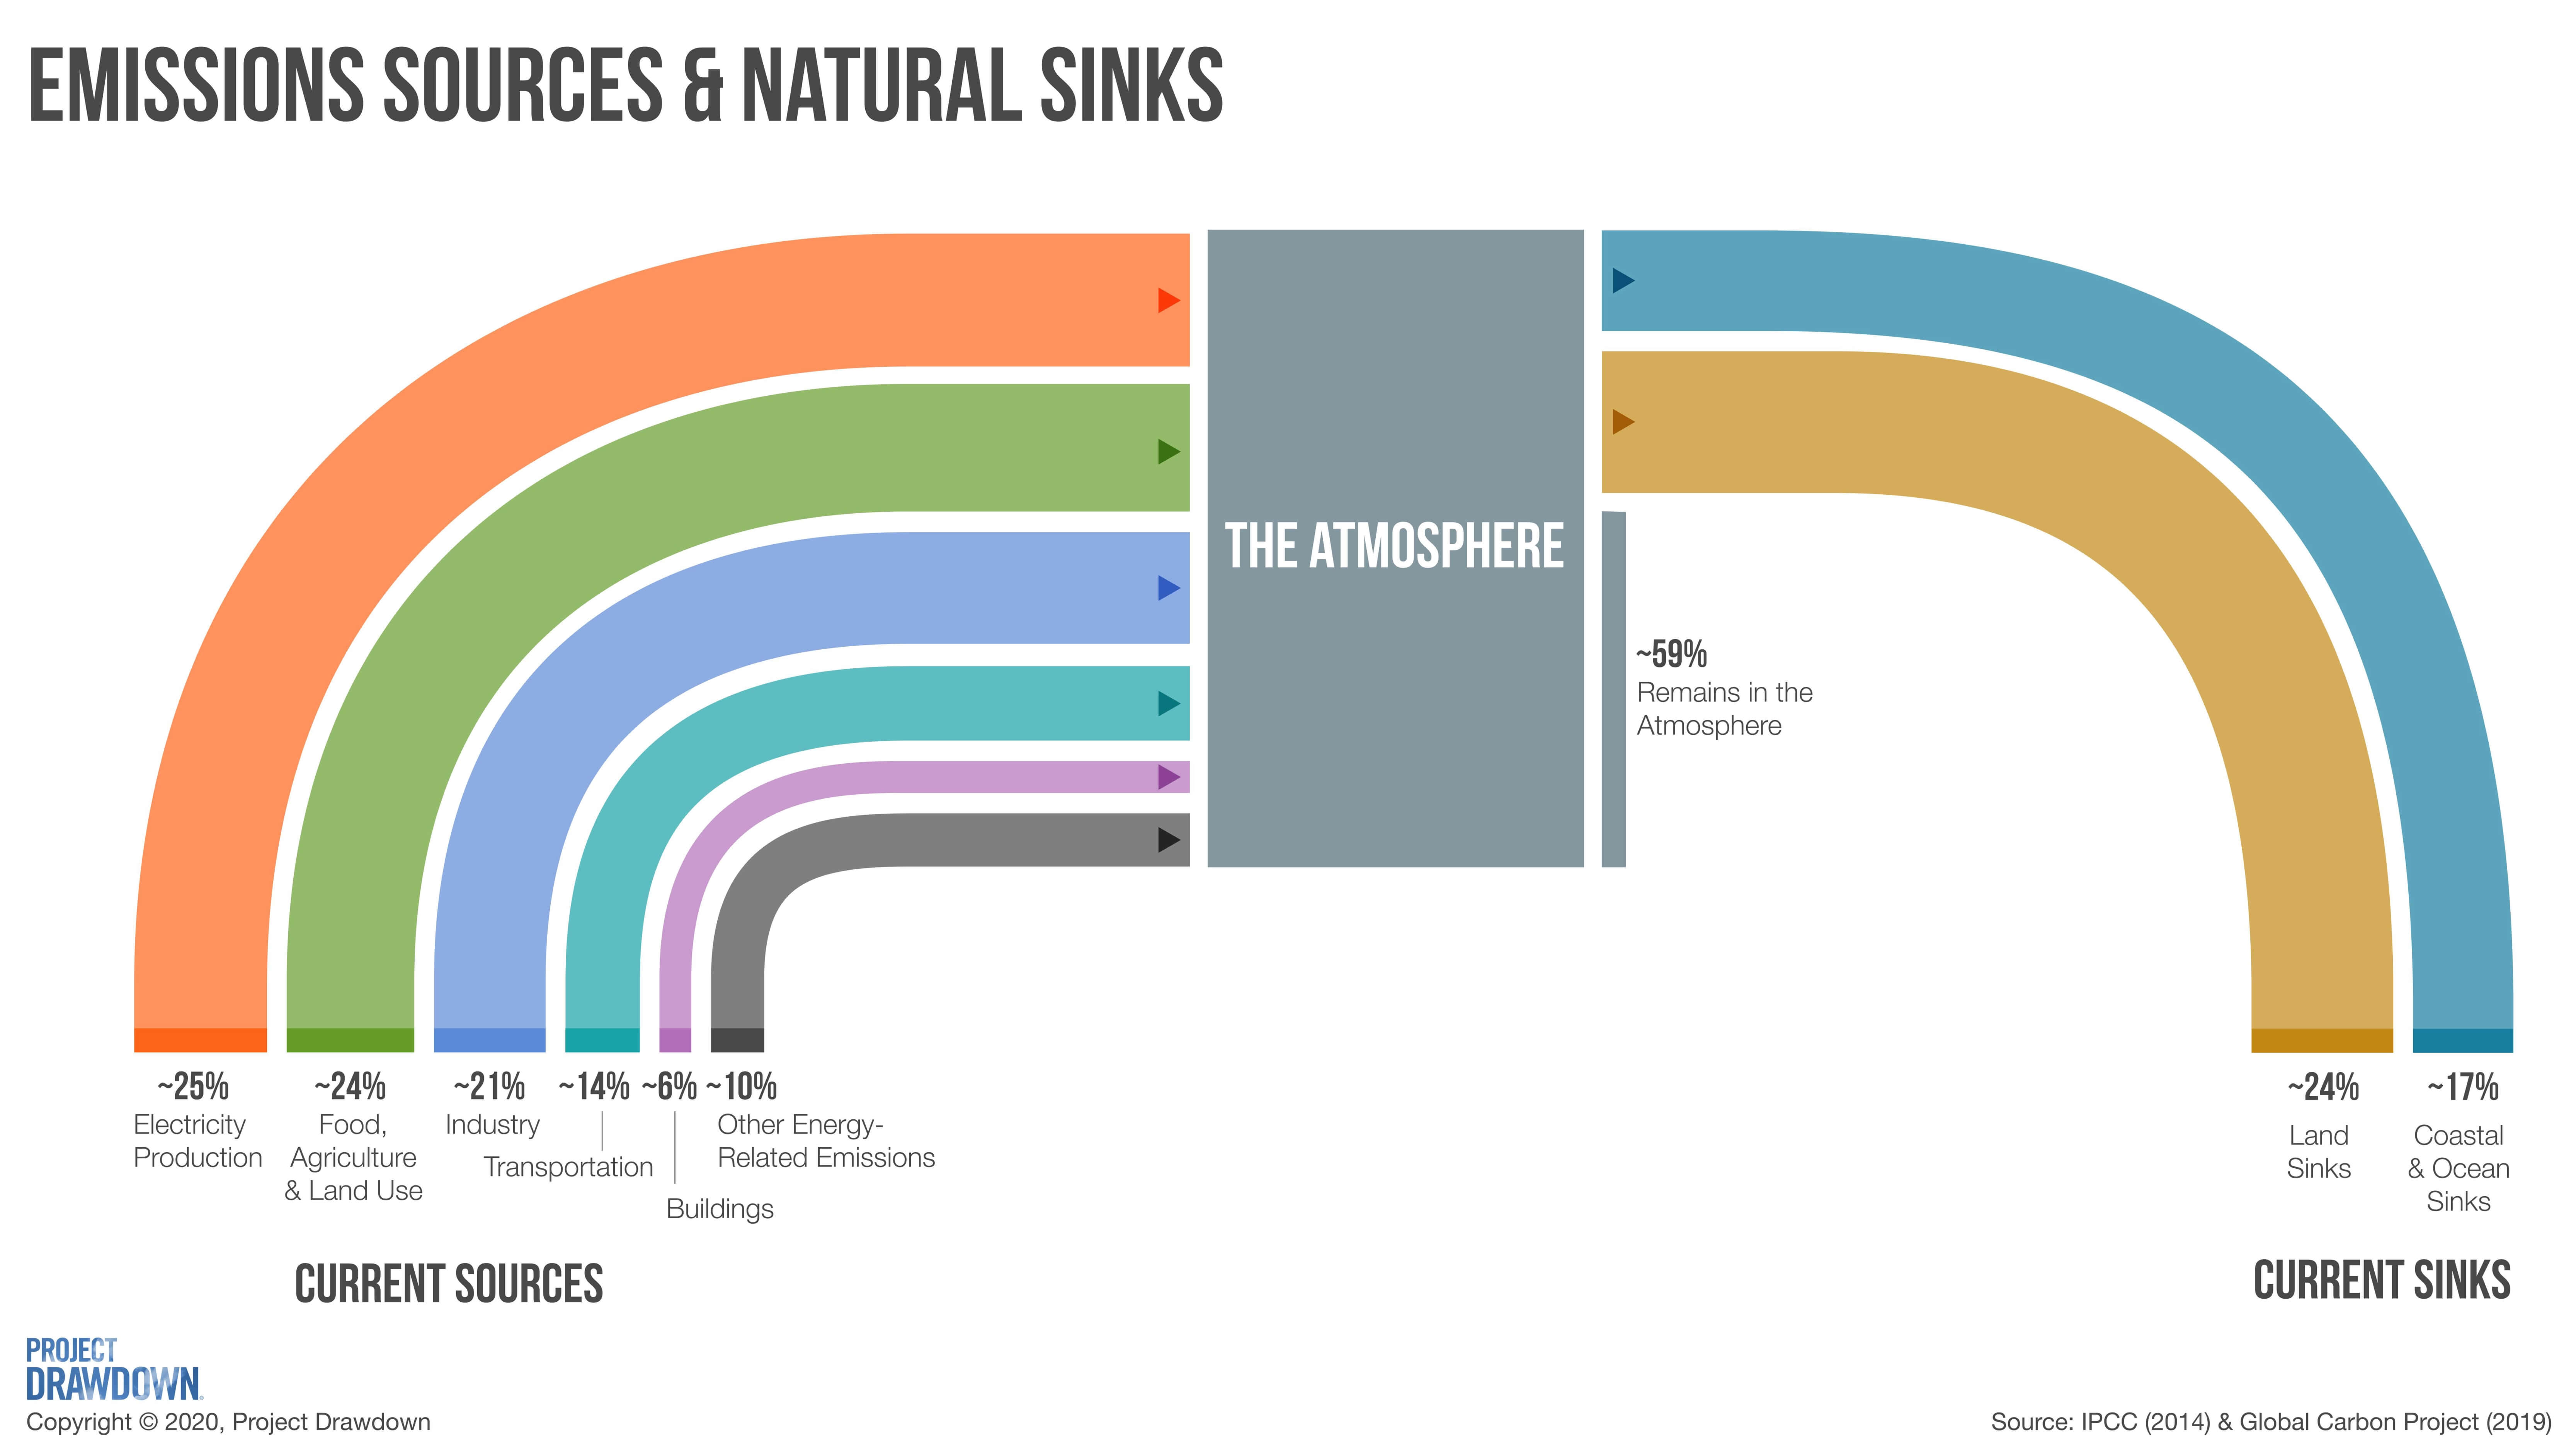 EMISSIONS SOURCES & NATURAL SINKS
THE ATMOSPHERE
~59%
Remains in the
Atmosphere
~25%
Electricity
Production
~24%
Food,
Agriculture
& Land Use
~21%
Industry
~14%
Transportation
~6%
Buildings
~10%
Other Energy-
Related Emissions
~24%
Land
Sinks
~17%
Coastal
& Ocean
Sinks
CURRENT SOURCES
CURRENT SINKS
PROJECT
DRAWDOWN.
Copyright © 2020, Project Drawdown
Source: IPCC (2014) & Global Carbon Project (2019)